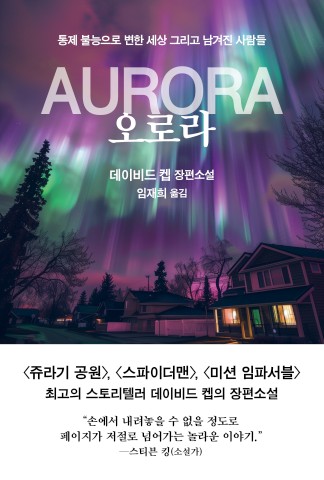 통제 불능으로 변한 세상 그리고 남겨진 사람들
AURORA
오로라
데이비드 켑 장편소설
임재희 옮김
〈쥬라기 공원〉, 〈스파이더맨〉, 〈미션 임파서블〉
최고의 스토리텔러 데이비드 켑의 장편소설
“손에서 내려놓을 수 없을 정도로
페이지가 저절로 넘어가는 놀라운 이야기.”
—스티븐 킹(소설가)